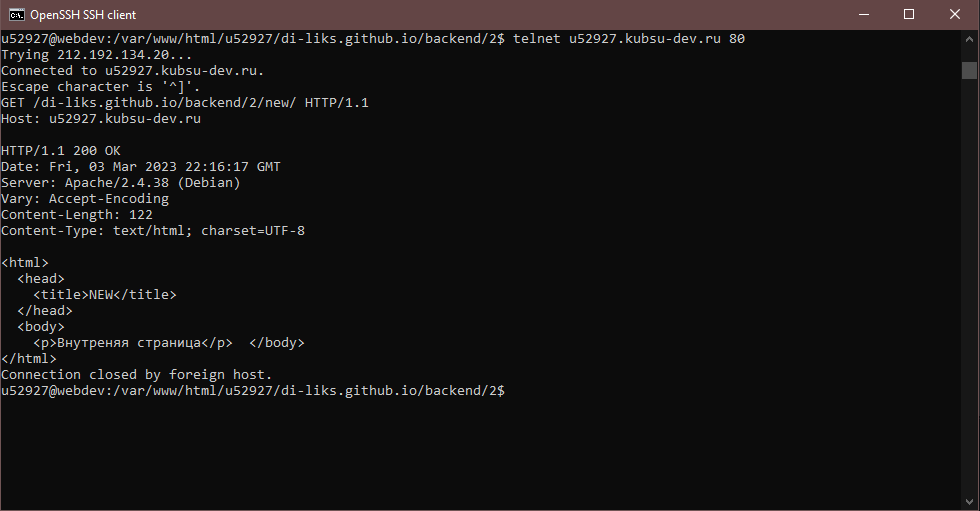 OpenSSH SSH client
u52927@webdev:/var/www/html/u52927/di-liks.github.io/backend/2$ telnet u52927.kubsu-dev.ru 80
Trying 212.192.134.20...
Connected to u52927.kubsu-dev.ru.
Escape character is '^]'.
GET /di-liks.github.io/backend/2/new/ HTTP/1.1
Host: u52927.kubsu-dev.ru

HTTP/1.1 200 OK
Date: Fri, 03 Mar 2023 22:16:17 GMT
Server: Apache/2.4.38 (Debian)
Vary: Accept-Encoding
Content-Length: 122
Content-Type: text/html; charset=UTF-8

<html>
  <head>
    <title>NEW</title>
  </head>
  <body>
    <p>Внутреняя страница</p>  </body>
</html>
Connection closed by foreign host.
u52927@webdev:/var/www/html/u52927/di-liks.github.io/backend/2$